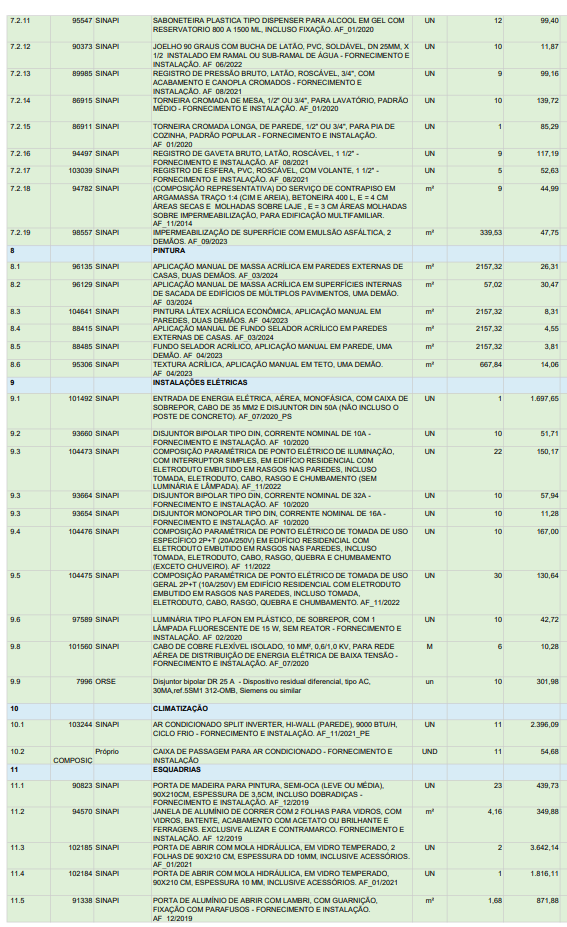 7.2.11 95547 SINAPI SABONETEIRA PLASTICA TIPO DISPENSER PARA ALCOOL EM GEL COM UN 12 99,40
RESERVATORIO 800 A 1500 ML, INCLUSO FIXAÇÃO. AF_01/2020
7.2.12 90373 SINAPI JOELHO 90 GRAUS COM BUCHA DE LATÃO, PVC, SOLDÁVEL, DN 25MM, X UN 10 11,87
1/2 INSTALADO EM RAMAL OU SUB-RAMAL DE ÁGUA - FORNECIMENTO E
INSTALAÇÃO. AF_06/2022
7.2.13 89985 SINAPI REGISTRO DE PRESSÃO BRUTO, LATÃO, ROSCÁVEL, 3/4", COM UN 9 99,16
ACABAMENTO E CANOPLA CROMADOS - FORNECIMENTO E
INSTALAÇÃO. AF_08/2021
7.2.14 86915 SINAPI TORNEIRA CROMADA DE MESA, 1/2" OU 3/4", PARA LAVATÓRIO, PADRÃO UN 10 139,72
MÉDIO - FORNECIMENTO E INSTALAÇÃO. AF_01/2020
7.2.15 86911 SINAPI TORNEIRA CROMADA LONGA, DE PAREDE, 1/2" OU 3/4", PARA PIA DE UN 1 85,29
COZINHA, PADRÃO POPULAR - FORNECIMENTO E INSTALAÇÃO.
AF_01/2020
7.2.16 94497 SINAPI REGISTRO DE GAVETA BRUTO, LATÃO, ROSCÁVEL, 1 1/2" - UN 9 117,19
FORNECIMENTO E INSTALAÇÃO. AF_08/2021
7.2.17 103039 SINAPI REGISTRO DE ESFERA, PVC, ROSCÁVEL, COM VOLANTE, 1 1/2" - UN 5 52,63
FORNECIMENTO E INSTALAÇÃO. AF_08/2021
7.2.18 94782 SINAPI (COMPOSIÇÃO REPRESENTATIVA) DO SERVIÇO DE CONTRAPISO EM m² 9 44,99
ARGAMASSA TRAÇO 1:4 (CIM E AREIA), BETONEIRA 400 L, E = 4 CM
ÁREAS SECAS E MOLHADAS SOBRE LAJE , E = 3 CM ÁREAS MOLHADAS
SOBRE IMPERMEABILIZAÇÃO, PARA EDIFICAÇÃO MULTIFAMILIAR.
AF_11/2014
7.2.19 98557 SINAPI IMPERMEABILIZAÇÃO DE SUPERFÍCIE COM EMULSÃO ASFÁLTICA, 2 m² 339,53 47,75
DEMÃOS. AF_09/2023
8 PINTURA
8.1 96135 SINAPI APLICAÇÃO MANUAL DE MASSA ACRÍLICA EM PAREDES EXTERNAS DE m² 2157,32 26,31
CASAS, DUAS DEMÃOS. AF_03/2024
8.2 96129 SINAPI APLICAÇÃO MANUAL DE MASSA ACRÍLICA EM SUPERFÍCIES INTERNAS m² 57,02 30,47
DE SACADA DE EDIFÍCIOS DE MÚLTIPLOS PAVIMENTOS, UMA DEMÃO.
AF_03/2024
8.3 104641 SINAPI PINTURA LÁTEX ACRÍLICA ECONÔMICA, APLICAÇÃO MANUAL EM m² 2157,32 8,31
PAREDES, DUAS DEMÃOS. AF_04/2023
8.4 88415 SINAPI APLICAÇÃO MANUAL DE FUNDO SELADOR ACRÍLICO EM PAREDES m² 2157,32 4,55
EXTERNAS DE CASAS. AF_03/2024
8.5 88485 SINAPI FUNDO SELADOR ACRÍLICO, APLICAÇÃO MANUAL EM PAREDE, UMA m² 2157,32 3,81
DEMÃO. AF_04/2023
8.6 95306 SINAPI TEXTURA ACRÍLICA, APLICAÇÃO MANUAL EM TETO, UMA DEMÃO. m² 667,84 14,06
AF_04/2023
9 INSTALAÇÕES ELÉTRICAS
9.1 101492 SINAPI ENTRADA DE ENERGIA ELÉTRICA, AÉREA, MONOFÁSICA, COM CAIXA DE UN 1 1.697,65
SOBREPOR, CABO DE 35 MM2 E DISJUNTOR DIN 50A (NÃO INCLUSO O
POSTE DE CONCRETO). AF_07/2020_PS
9.2 93660 SINAPI DISJUNTOR BIPOLAR TIPO DIN, CORRENTE NOMINAL DE 10A - UN 10 51,71
FORNECIMENTO E INSTALAÇÃO. AF_10/2020
9.3 104473 SINAPI COMPOSIÇÃO PARAMÉTRICA DE PONTO ELÉTRICO DE ILUMINAÇÃO, UN 22 150,17
COM INTERRUPTOR SIMPLES, EM EDIFÍCIO RESIDENCIAL COM
ELETRODUTO EMBUTIDO EM RASGOS NAS PAREDES, INCLUSO
TOMADA, ELETRODUTO, CABO, RASGO E CHUMBAMENTO (SEM
LUMINÁRIA E LÂMPADA). AF_11/2022
9.3 93664 SINAPI DISJUNTOR BIPOLAR TIPO DIN, CORRENTE NOMINAL DE 32A - UN 10 57,94
FORNECIMENTO E INSTALAÇÃO. AF_10/2020
9.3 93654 SINAPI DISJUNTOR MONOPOLAR TIPO DIN, CORRENTE NOMINAL DE 16A - UN 10 11,28
FORNECIMENTO E INSTALAÇÃO. AF_10/2020
9.4 104476 SINAPI COMPOSIÇÃO PARAMÉTRICA DE PONTO ELÉTRICO DE TOMADA DE USO UN 10 167,00
ESPECÍFICO 2P+T (20A/250V) EM EDIFÍCIO RESIDENCIAL COM
ELETRODUTO EMBUTIDO EM RASGOS NAS PAREDES, INCLUSO
TOMADA, ELETRODUTO, CABO, RASGO, QUEBRA E CHUMBAMENTO
(EXCETO CHUVEIRO). AF_11/2022
9.5 104475 SINAPI COMPOSIÇÃO PARAMÉTRICA DE PONTO ELÉTRICO DE TOMADA DE USO UN 30 130,64
GERAL 2P+T (10A/250V) EM EDIFÍCIO RESIDENCIAL COM ELETRODUTO
EMBUTIDO EM RASGOS NAS PAREDES, INCLUSO TOMADA,
ELETRODUTO, CABO, RASGO, QUEBRA E CHUMBAMENTO. AF_11/2022
9.6 97589 SINAPI LUMINÁRIA TIPO PLAFON EM PLÁSTICO, DE SOBREPOR, COM 1 UN 10 42,72
LÂMPADA FLUORESCENTE DE 15 W, SEM REATOR - FORNECIMENTO E
INSTALAÇÃO. AF_02/2020
9.8 101560 SINAPI CABO DE COBRE FLEXÍVEL ISOLADO, 10 MM², 0,6/1,0 KV, PARA REDE M 6 10,28
AÉREA DE DISTRIBUIÇÃO DE ENERGIA ELÉTRICA DE BAIXA TENSÃO -
FORNECIMENTO E INSTALAÇÃO. AF_07/2020
9.9 7996 ORSE Disjuntor bipolar DR 25 A - Dispositivo residual diferencial, tipo AC, un 10 301,98
30MA,ref.5SM1 312-OMB, Siemens ou similar
10 CLIMATIZAÇÃO
10.1 103244 SINAPI AR CONDICIONADO SPLIT INVERTER, HI-WALL (PAREDE), 9000 BTU/H, UN 11 2.396,09
CICLO FRIO - FORNECIMENTO E INSTALAÇÃO. AF_11/2021_PE
10.2 Próprio CAIXA DE PASSAGEM PARA AR CONDICIONADO - FORNECIMENTO E UND 11 54,68
COMPOSIC INSTALAÇÃO
11 ESQUADRIAS
11.1 90823 SINAPI PORTA DE MADEIRA PARA PINTURA, SEMI-OCA (LEVE OU MÉDIA), UN 23 439,73
90X210CM, ESPESSURA DE 3,5CM, INCLUSO DOBRADIÇAS -
FORNECIMENTO E INSTALAÇÃO. AF_12/2019
11.2 94570 SINAPI JANELA DE ALUMÍNIO DE CORRER COM 2 FOLHAS PARA VIDROS, COM m² 4,16 349,88
VIDROS, BATENTE, ACABAMENTO COM ACETATO OU BRILHANTE E
FERRAGENS. EXCLUSIVE ALIZAR E CONTRAMARCO. FORNECIMENTO E
INSTALAÇÃO. AF_12/2019
11.3 102185 SINAPI PORTA DE ABRIR COM MOLA HIDRÁULICA, EM VIDRO TEMPERADO, 2 UN 2 3.642,14
FOLHAS DE 90X210 CM, ESPESSURA DD 10MM, INCLUSIVE ACESSÓRIOS.
AF_01/2021
11.4 102184 SINAPI PORTA DE ABRIR COM MOLA HIDRÁULICA, EM VIDRO TEMPERADO, UN 1 1.816,11
90X210 CM, ESPESSURA 10 MM, INCLUSIVE ACESSÓRIOS. AF_01/2021
11.5 91338 SINAPI PORTA DE ALUMÍNIO DE ABRIR COM LAMBRI, COM GUARNIÇÃO, m² 1,68 871,88
FIXAÇÃO COM PARAFUSOS - FORNECIMENTO E INSTALAÇÃO.
AF_12/2019